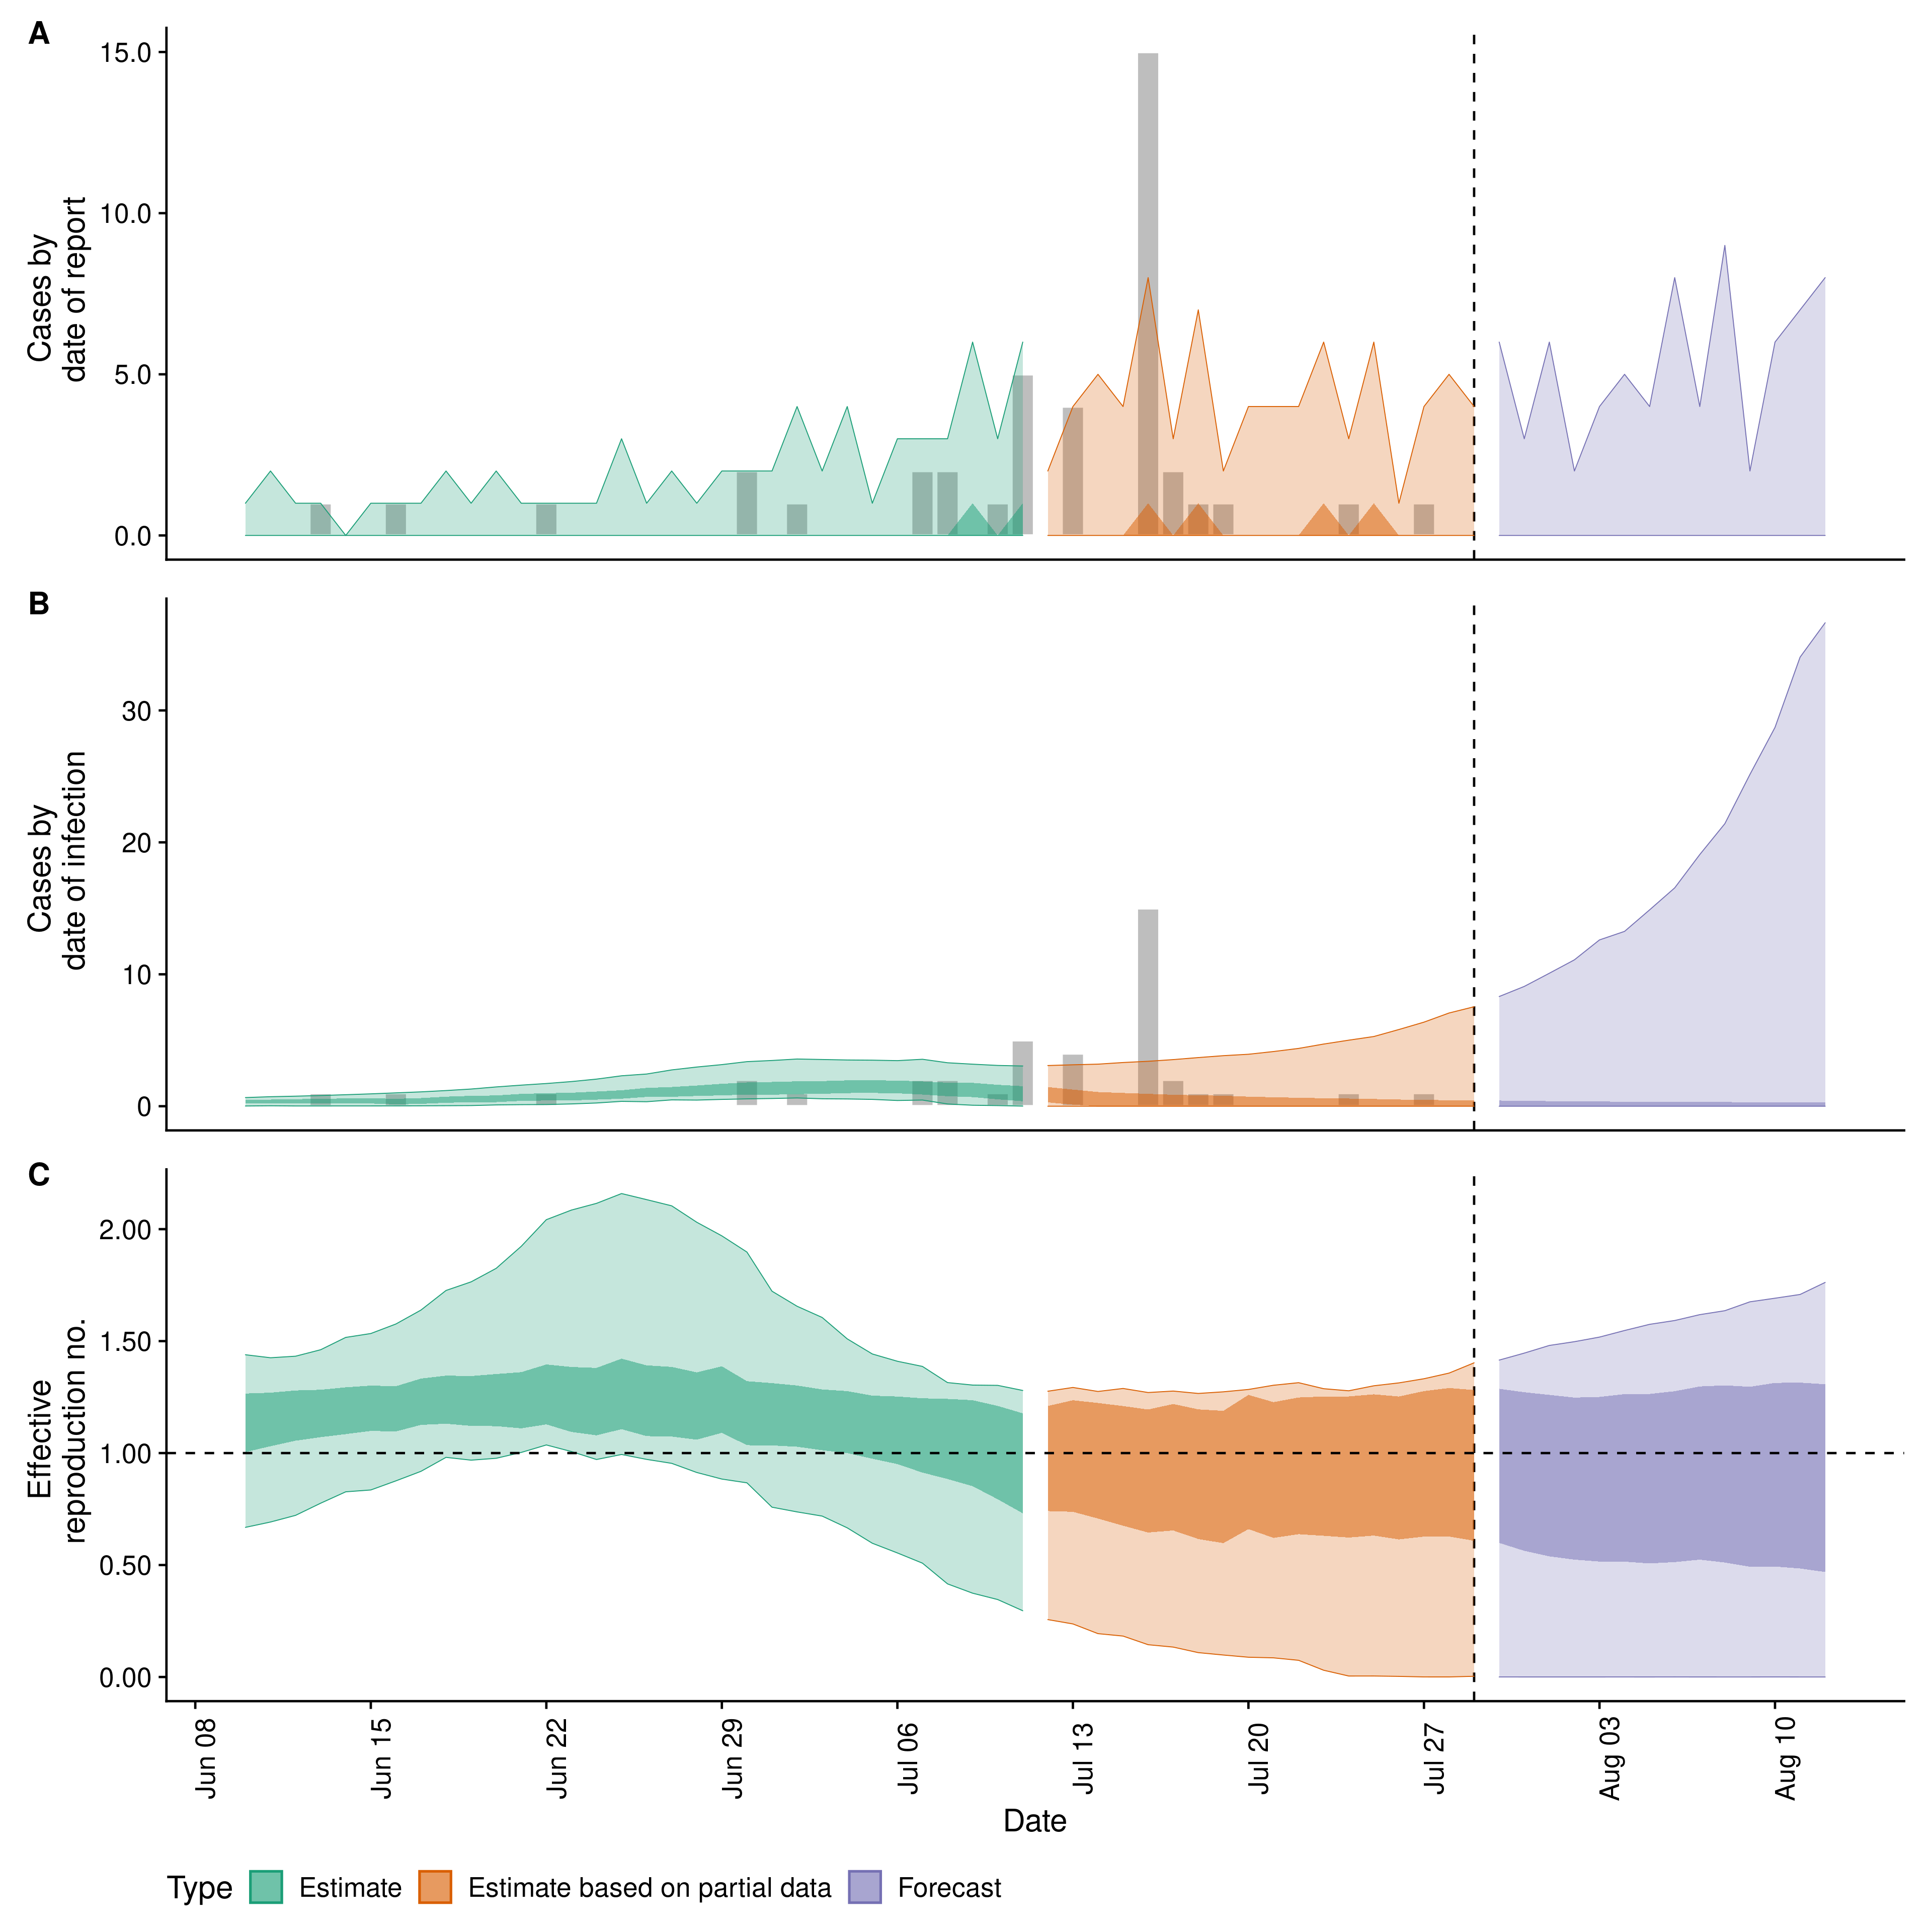 A
15.0
10.0
5.0
0.0
Cases by
date of report
B
30
20
10
0
Cases by
date of infection
C
2.00
1.50
1.00
0.50
0.00
Effective
reproduction no.
Jun 08
Jun 15
Jun 22
Jun 29
Jul 06
Jul 13
Jul 20
Jul 27
Aug 03
Aug 10
Date
Type Estimate Estimate based on partial data Forecast